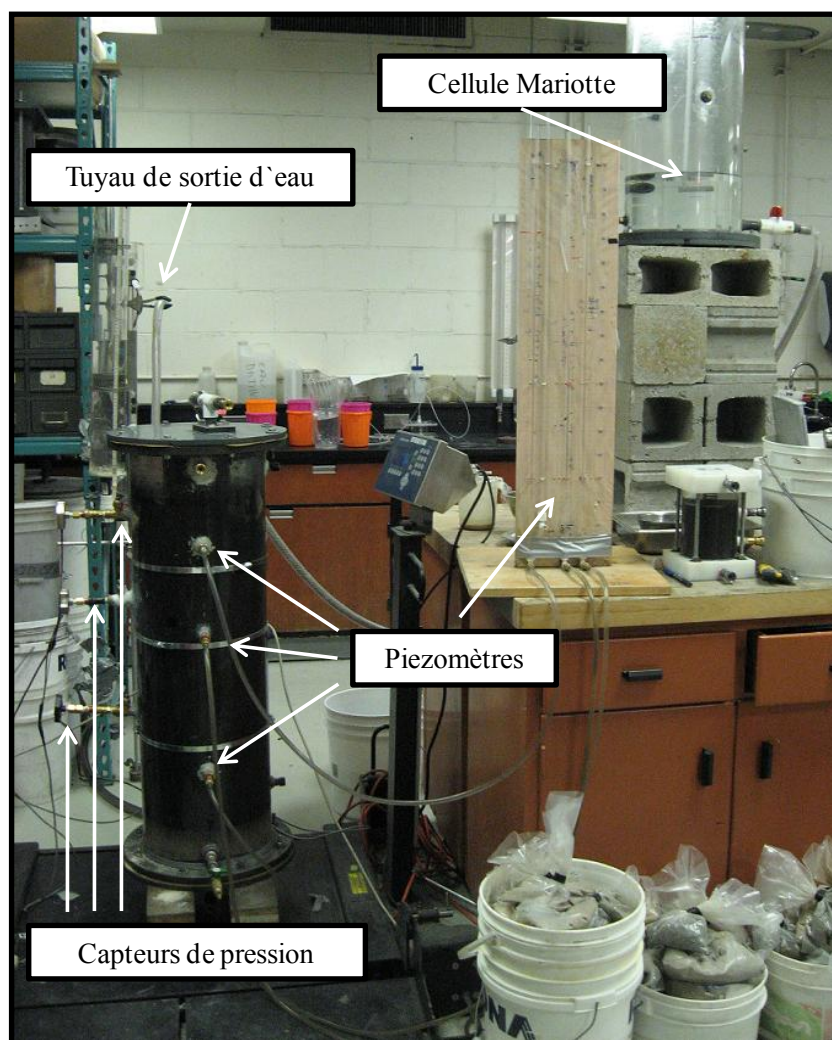 Cellule Mariotte
Tuyau de sortie d`eau
Piezomètres
Capteurs de pression